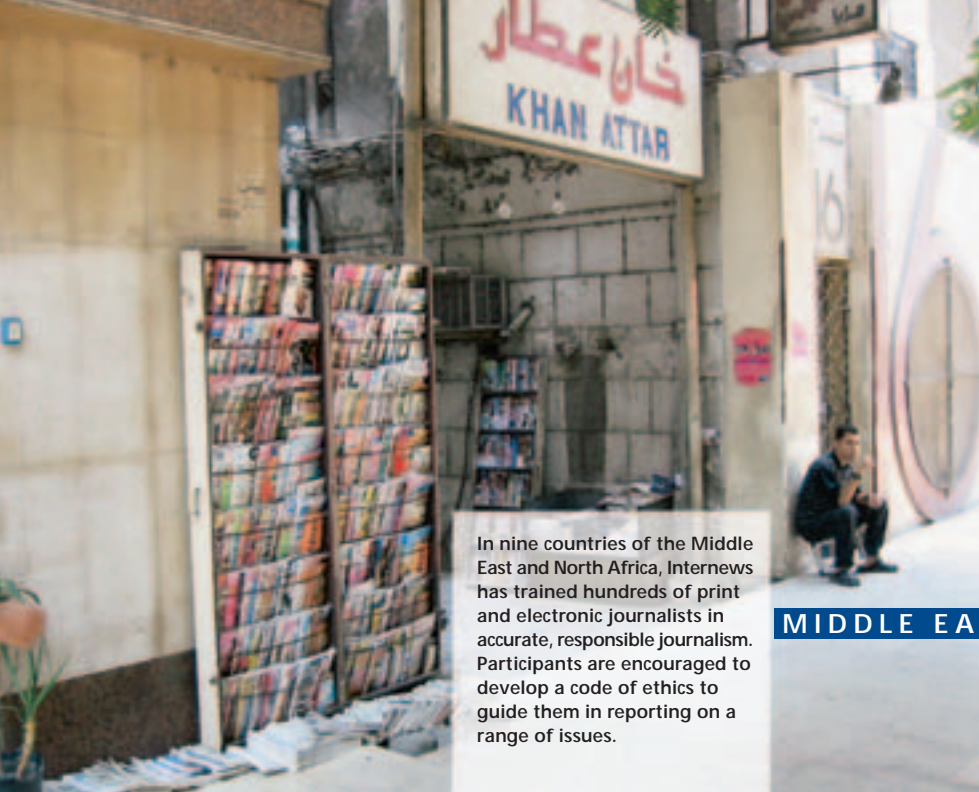 خان عطار
KHAN ATTAR
16
In nine countries of the Middle
East and North Africa, Internews
has trained hundreds of print
and electronic journalists in
accurate, responsible journalism.
Participants are encouraged to
develop a code of ethics to
guide them in reporting on a
range of issues.
MIDDLE EA